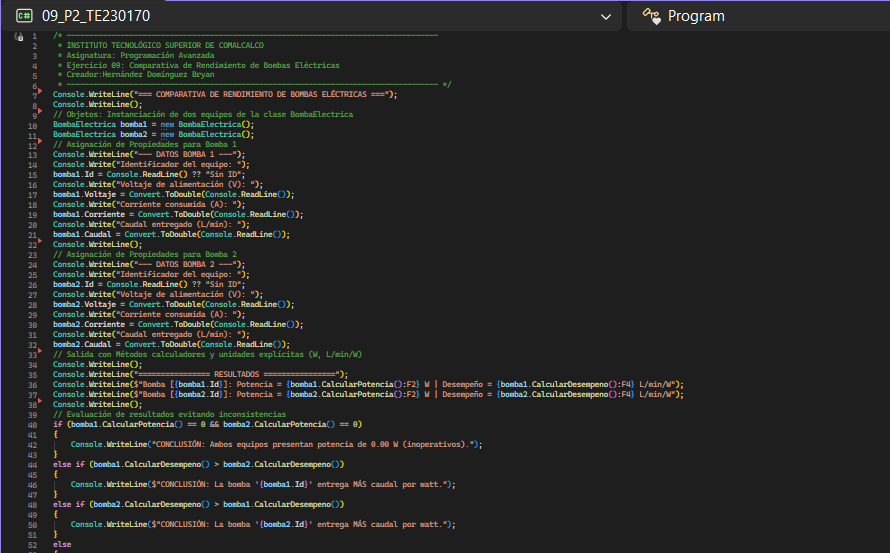 09_P2_TE230170
Program
1 /* ------------------------------------------------------------------------------------
2 * INSTITUTO TECNOLÓGICO SUPERIOR DE COMALCALCO
3 * Asignatura: Programación Avanzada
4 * Ejercicio 09: Comparativa de Rendimiento de Bombas Eléctricas
5 * Creador:Hernández Domínguez Bryan
6 * ------------------------------------------------------------------------------------ */
7 Console.WriteLine("=== COMPARATIVA DE RENDIMIENTO DE BOMBAS ELÉCTRICAS ===");
8 Console.WriteLine();
9 // Objetos: Instanciación de dos equipos de la clase BombaElectrica
10 BombaElectrica bomba1 = new BombaElectrica();
11 BombaElectrica bomba2 = new BombaElectrica();
12 // Asignación de Propiedades para Bomba 1
13 Console.WriteLine("--- DATOS BOMBA 1 ---");
14 Console.Write("Identificador del equipo: ");
15 bomba1.Id = Console.ReadLine() ?? "Sin ID";
16 Console.Write("Voltaje de alimentación (V): ");
17 bomba1.Voltaje = Convert.ToDouble(Console.ReadLine());
18 Console.Write("Corriente consumida (A): ");
19 bomba1.Corriente = Convert.ToDouble(Console.ReadLine());
20 Console.Write("Caudal entregado (L/min): ");
21 bomba1.Caudal = Convert.ToDouble(Console.ReadLine());
22 Console.WriteLine();
23 // Asignación de Propiedades para Bomba 2
24 Console.WriteLine("--- DATOS BOMBA 2 ---");
25 Console.Write("Identificador del equipo: ");
26 bomba2.Id = Console.ReadLine() ?? "Sin ID";
27 Console.Write("Voltaje de alimentación (V): ");
28 bomba2.Voltaje = Convert.ToDouble(Console.ReadLine());
29 Console.Write("Corriente consumida (A): ");
30 bomba2.Corriente = Convert.ToDouble(Console.ReadLine());
31 Console.Write("Caudal entregado (L/min): ");
32 bomba2.Caudal = Convert.ToDouble(Console.ReadLine());
33 // Salida con Métodos calculadores y unidades explícitas (W, L/min/W)
34 Console.WriteLine();
35 Console.WriteLine("================ RESULTADOS ================");
36 Console.WriteLine($"Bomba [{bomba1.Id}]: Potencia = {bomba1.CalcularPotencia():F2} W | Desempeño = {bomba1.CalcularDesempeno():F4} L/min/W");
37 Console.WriteLine($"Bomba [{bomba2.Id}]: Potencia = {bomba2.CalcularPotencia():F2} W | Desempeño = {bomba2.CalcularDesempeno():F4} L/min/W");
38 Console.WriteLine();
39 // Evaluación de resultados evitando inconsistencias
40 if (bomba1.CalcularPotencia() == 0 && bomba2.CalcularPotencia() == 0)
41 {
42 Console.WriteLine("CONCLUSIÓN: Ambos equipos presentan potencia de 0.00 W (inoperativos).");
43 }
44 else if (bomba1.CalcularDesempeno() > bomba2.CalcularDesempeno())
45 {
46 Console.WriteLine($"CONCLUSIÓN: La bomba '{bomba1.Id}' entrega MÁS caudal por watt.");
47 }
48 else if (bomba2.CalcularDesempeno() > bomba1.CalcularDesempeno())
49 {
50 Console.WriteLine($"CONCLUSIÓN: La bomba '{bomba2.Id}' entrega MÁS caudal por watt.");
51 }
52 else